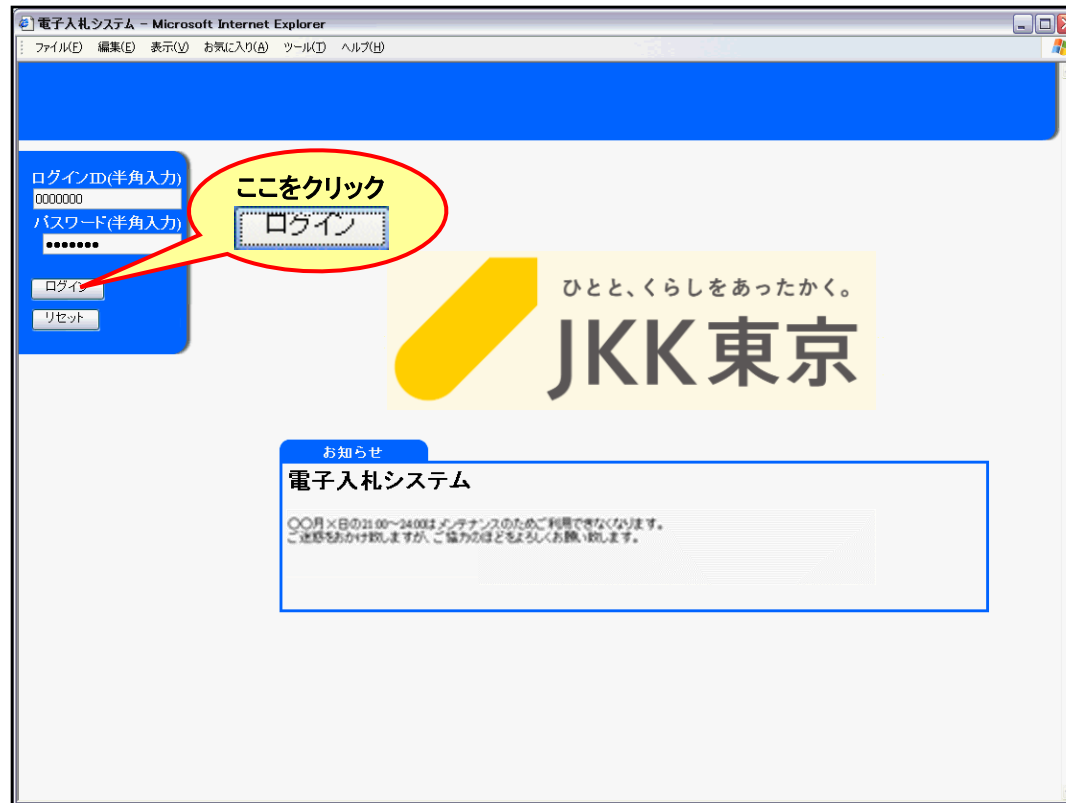 電子入札システム - Microsoft Internet Explorer
ファイル(F) 編集(E) 表示(V) お気に入り(A) ツール(T) ヘルプ(H)
ログインID(半角入力)
0000000
パスワード(半角入力)
●●●●●●●
ログイン
リセット
ここをクリック
ログイン
ひとと、くらしをあったかく。
JKK東京
お知らせ
電子入札システム
〇〇月×日の21:00～24:00はメンテナンスのためご利用できなくなります。
ご迷惑をおかけ致しますが、ご協力のほどをよろしくお願い致します。